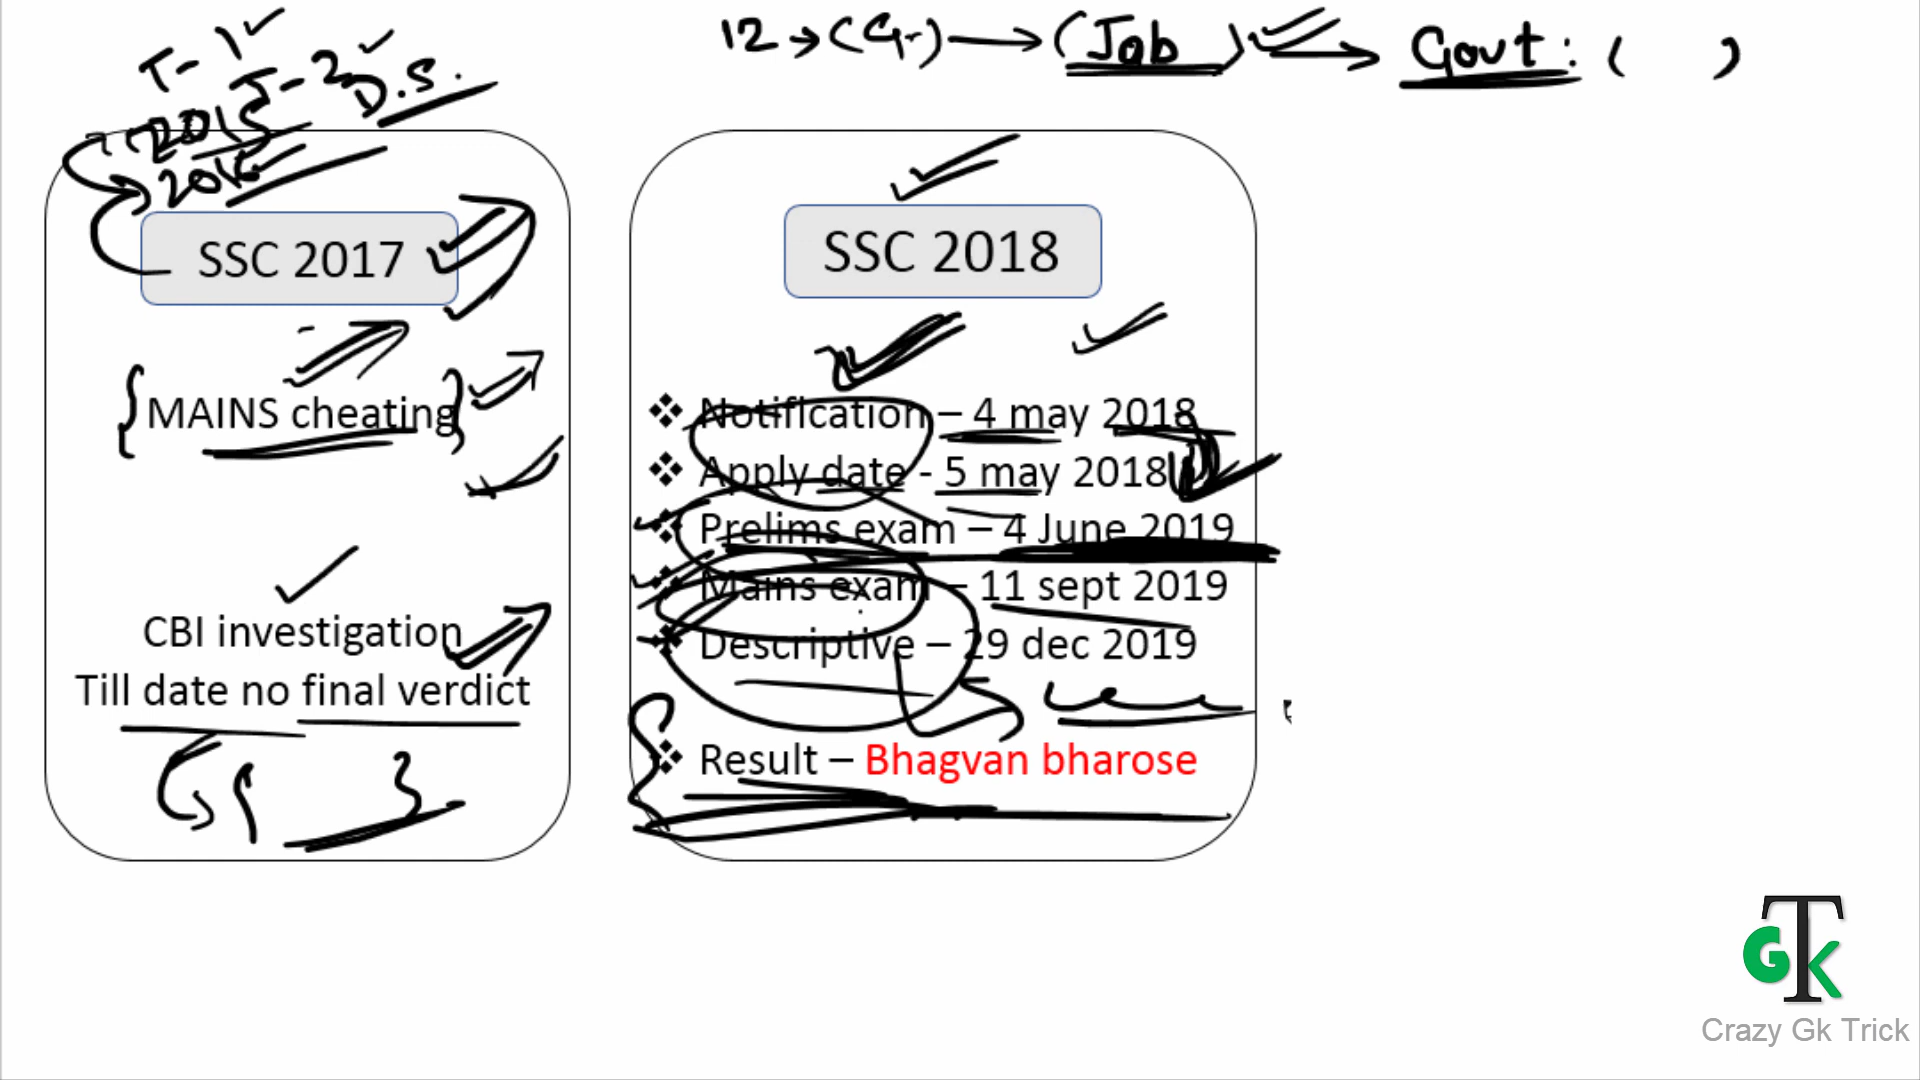 12 → (Gr) → (Job) → Govt: ( )
T-1
T-2
D.S.
2015
2016
SSC 2017
{MAINS cheating}
CBI investigation
Till date no final verdict
SSC 2018
❖ Notification – 4 may 2018
❖ Apply date - 5 may 2018
❖ Prelims exam – 4 June 2019
❖ Mains exam – 11 sept 2019
❖ Descriptive – 29 dec 2019
❖ Result – Bhagvan bharose
GTK
Crazy Gk Trick